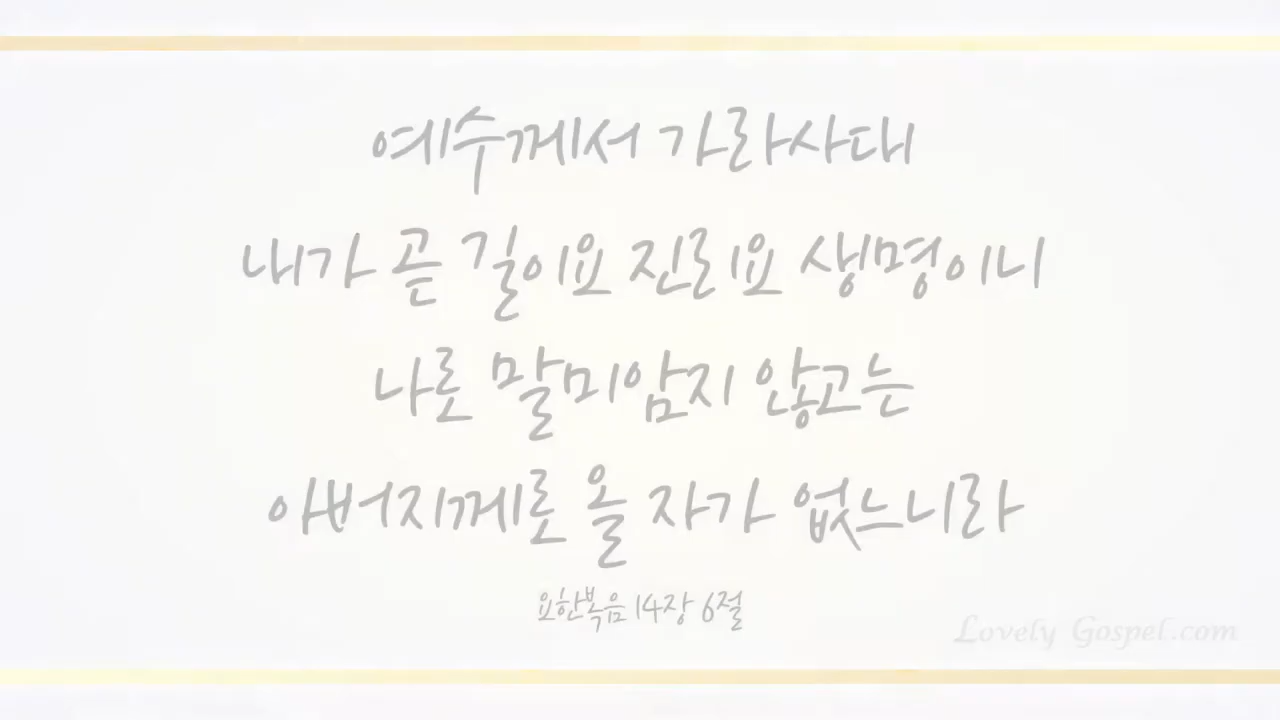 예수께서 가라사대
내가 곧 길이요 진리요 생명이니
나로 말미암지 않고는
아버지께로 올 자가 없느니라
요한복음 14장 6절
Lovely Gospel.com